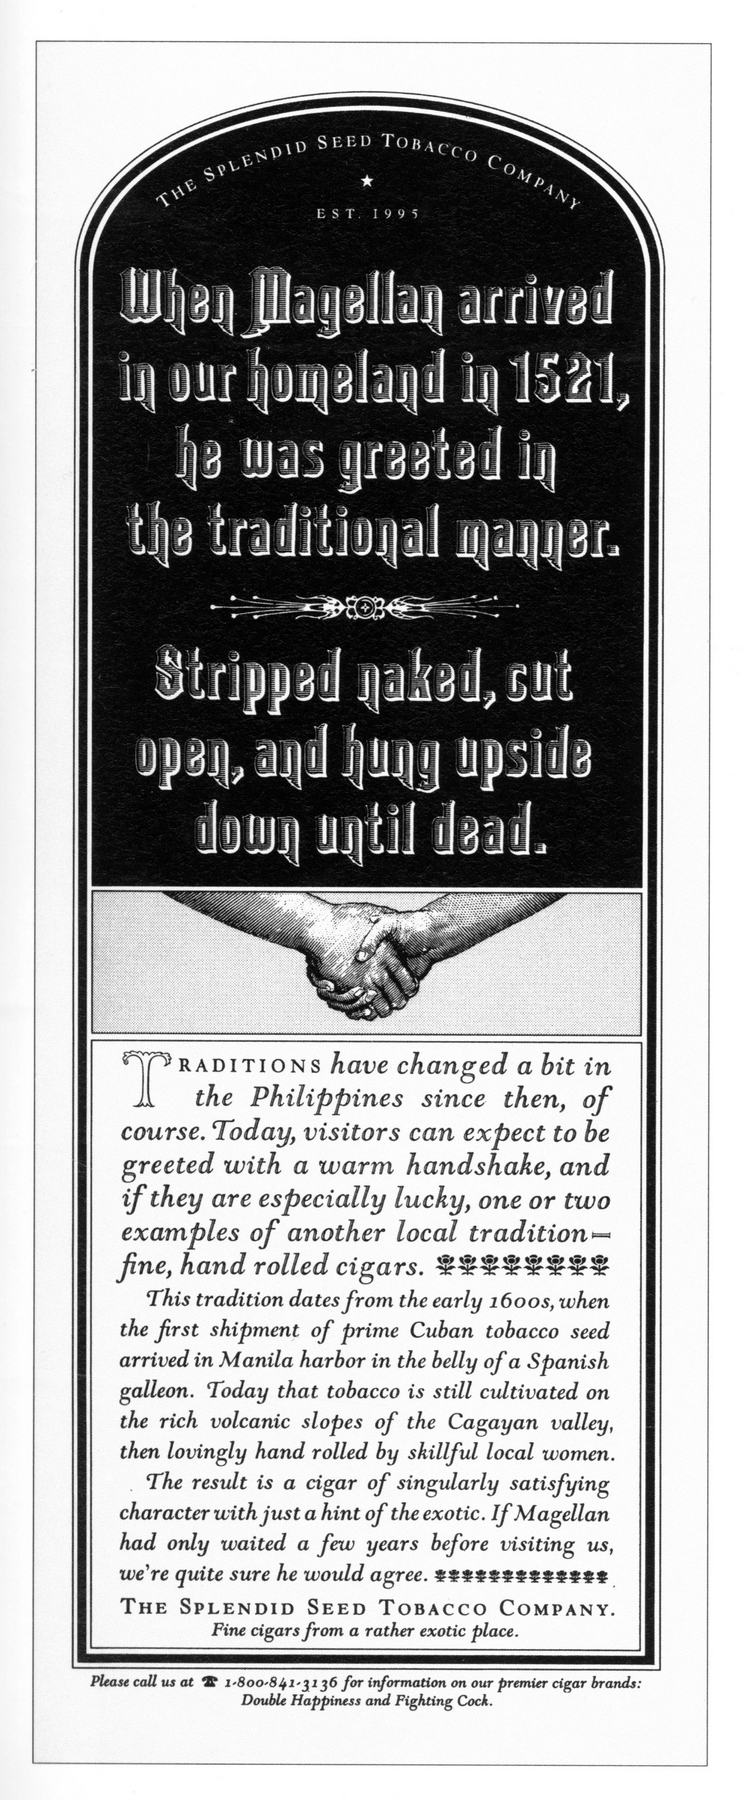 THE SPLENDID SEED TOBACCO COMPANY
EST. 1995
When Magellan arrived
in our homeland in 1521,
he was greeted in
the traditional manner.
Stripped naked, cut
open, and hung upside
down until dead.
TRADITIONS have changed a bit in
the Philippines since then, of
course. Today, visitors can expect to be
greeted with a warm handshake, and
if they are especially lucky, one or two
examples of another local tradition—
fine, hand rolled cigars.
This tradition dates from the early 1600s, when
the first shipment of prime Cuban tobacco seed
arrived in Manila harbor in the belly of a Spanish
galleon. Today that tobacco is still cultivated on
the rich volcanic slopes of the Cagayan valley,
then lovingly hand rolled by skillful local women.
The result is a cigar of singularly satisfying
character with just a hint of the exotic. If Magellan
had only waited a few years before visiting us,
we're quite sure he would agree.
THE SPLENDID SEED TOBACCO COMPANY.
Fine cigars from a rather exotic place.
Please call us at ☎ 1-800-841-3136 for information on our premier cigar brands:
Double Happiness and Fighting Cock.